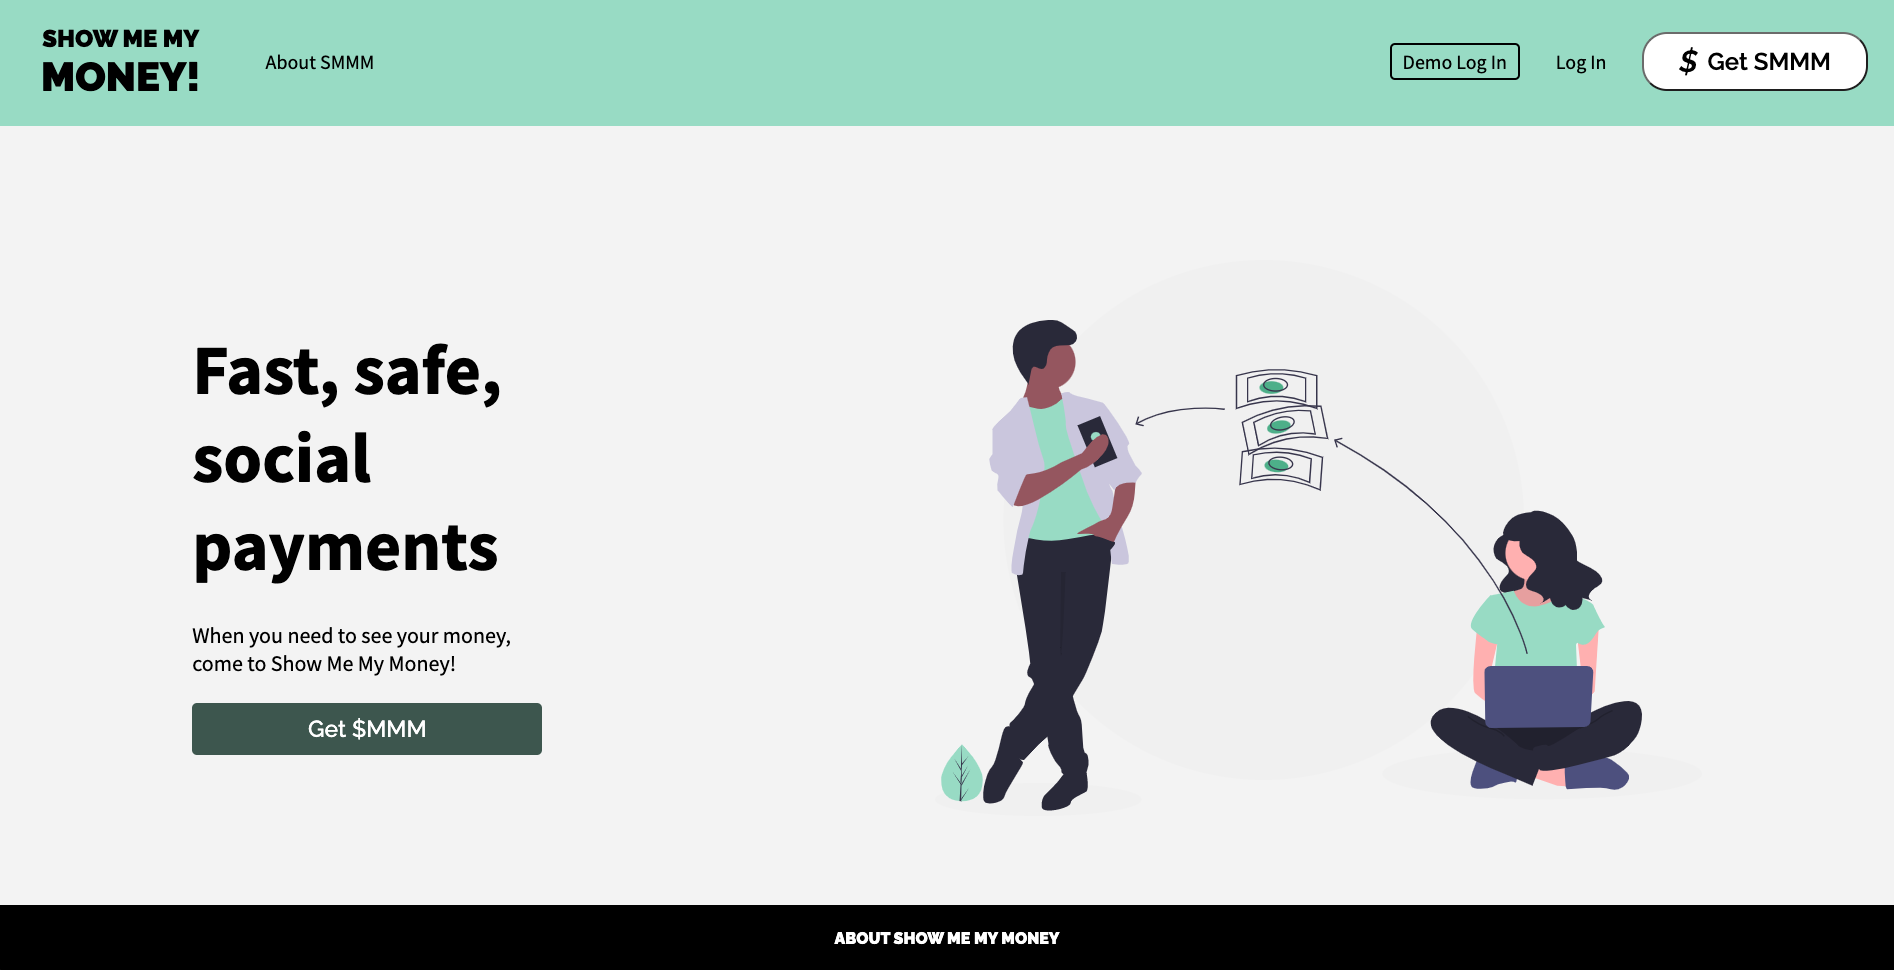 SHOW ME MY
MONEY!
About SMMM
Demo Log In
Log In
$ Get SMMM
Fast, safe,
social
payments
When you need to see your money,
come to Show Me My Money!
Get $MMM
ABOUT SHOW ME MY MONEY